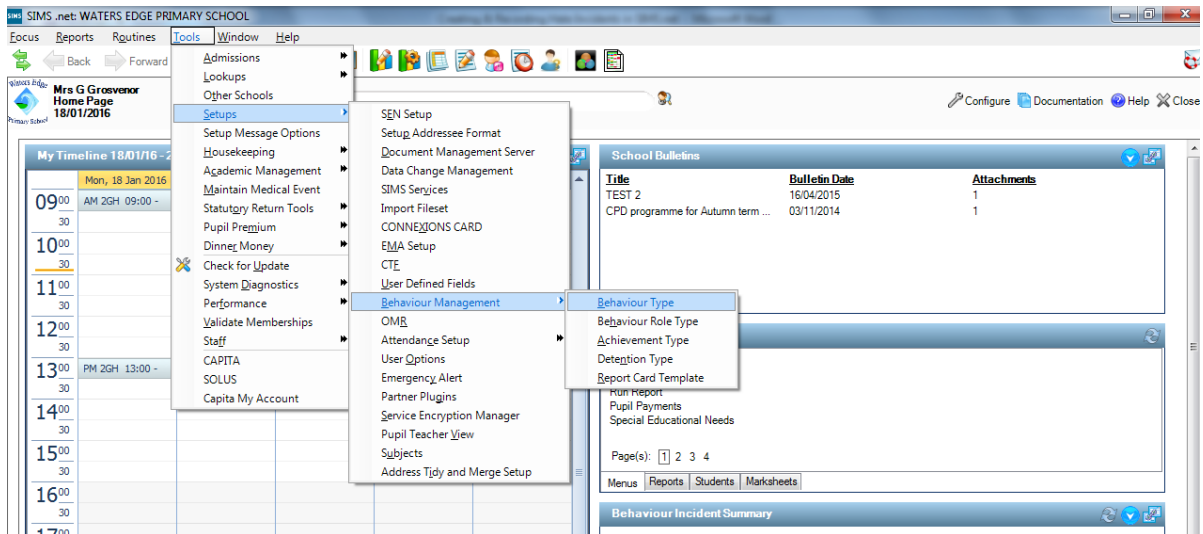 SIMS SIMS .net: WATERS EDGE PRIMARY SCHOOL
Focus Reports Routines Tools Window Help
Back Forward
Waters Edge
Primary School
Mrs G Grosvenor
Home Page
18/01/2016
Configure Documentation Help Close
Admissions
Lookups
Other Schools
Setups
Setup Message Options
Housekeeping
Academic Management
Maintain Medical Event
Statutory Return Tools
Pupil Premium
Dinner Money
Check for Update
System Diagnostics
Performance
Validate Memberships
Staff
CAPITA
SOLUS
Capita My Account
SEN Setup
Setup Addressee Format
Document Management Server
Data Change Management
SIMS Services
Import Fileset
CONNEXIONS CARD
EMA Setup
CTF
User Defined Fields
Behaviour Management
OMR
Attendance Setup
User Options
Emergency Alert
Partner Plugins
Service Encryption Manager
Pupil Teacher View
Subjects
Address Tidy and Merge Setup
Behaviour Type
Behaviour Role Type
Achievement Type
Detention Type
Report Card Template
My Timeline 18/01/16 - 2
Mon, 18 Jan 2016
09 00 AM 2GH 09:00 -
30
10 00
30
11 00
30
12 00
30
13 00 PM 2GH 13:00 -
30
14 00
30
15 00
30
16 00
30
17 00
School Bulletins
Title Bulletin Date Attachments
TEST 2 16/04/2015 1
CPD programme for Autumn term ... 03/11/2014 1
Run Report
Pupil Payments
Special Educational Needs
Page(s): 1 2 3 4
Menus Reports Students Marksheets
Behaviour Incident Summary